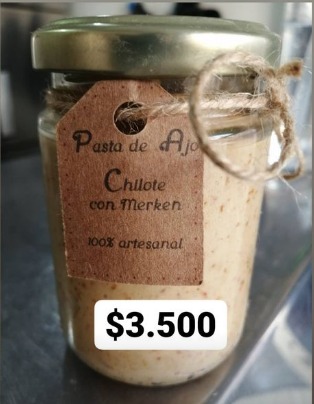 Pasta de Ajo
Chilote
con Merken
100% artesanal
$3.500